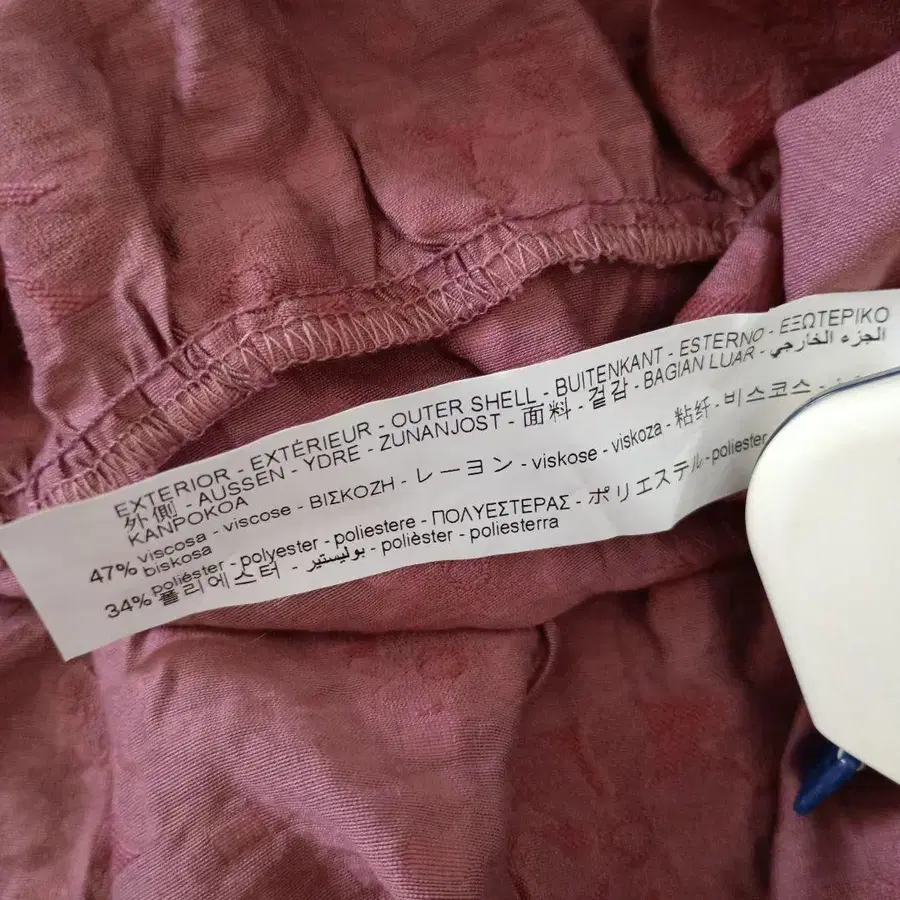 EXTERIOR - EXTÉRIEUR - OUTER SHELL - BUITENKANT - ESTERNO - ΕΞΩΤΕΡΙΚΟ
外側 - AUSSEN - YDRE - ZUNANJOST - 面料 - 겉감 - BAGIAN LUAR - الجزء الخارجي
KANPOKOA
47% viscosa - viscose - ΒΙΣΚΟΖΗ - レーヨン - viskose - viskoza - 粘纤 - 비스코스 -
biskosa
34% poliéster - polyester - poliestere - ΠΟΛΥΕΣΤΕΡΑΣ - ポリエステル - poliester
폴리에스터 - بوليستير - polièster - poliesterra